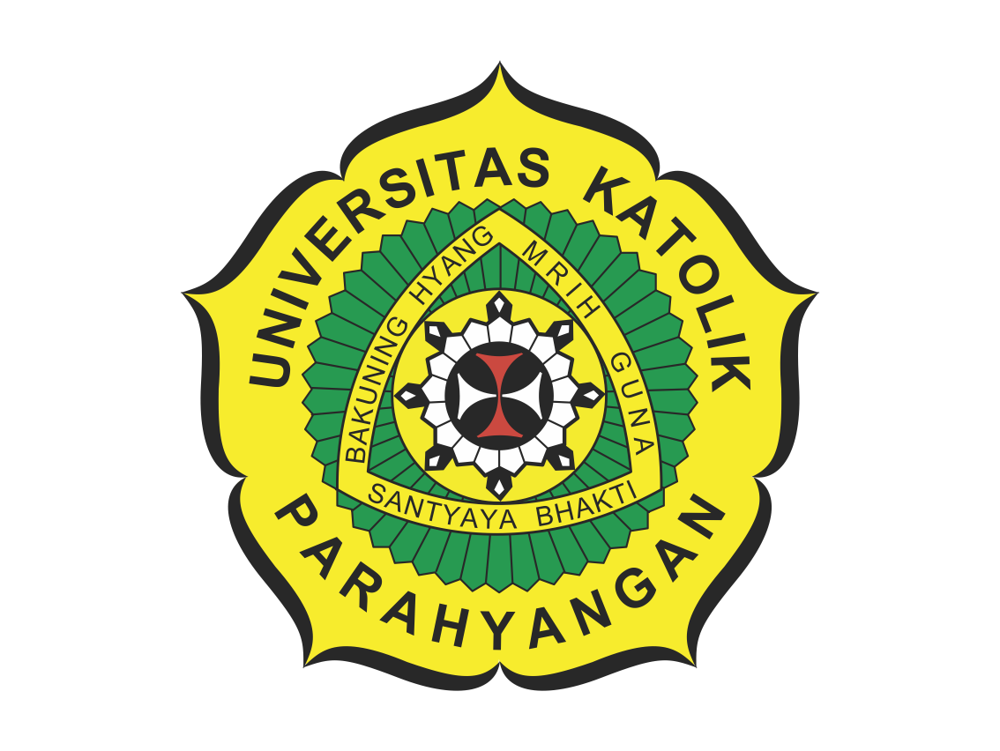 UNIVERSITAS KATOLIK
PARAHYANGAN
BAKUNING HYANG MRIH GUNA
SANTYAYA BHAKTI